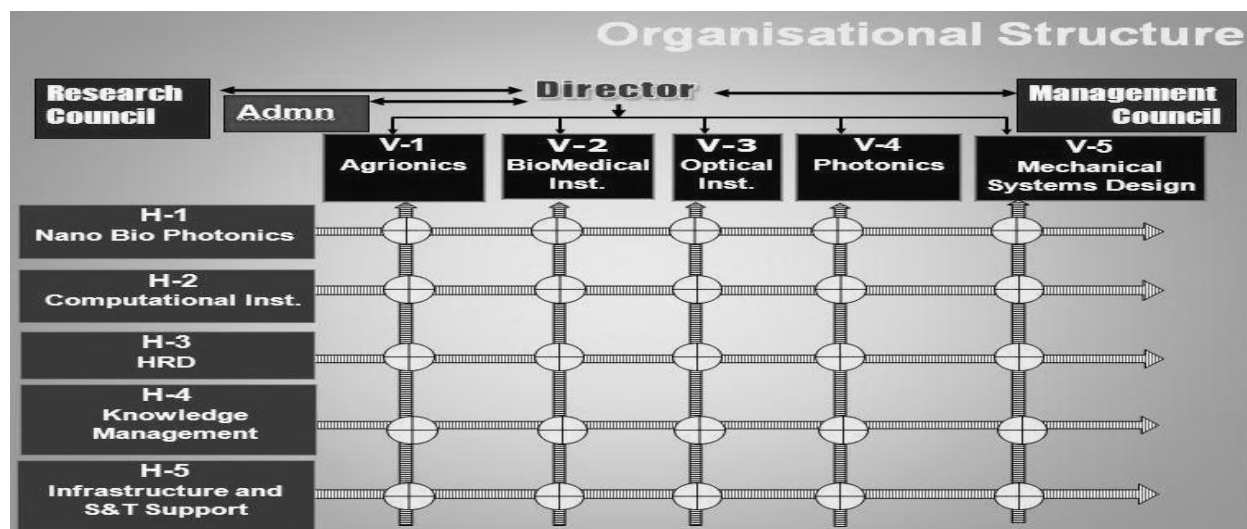 Organisational Structure
Research
Council
Admn
Director
Management
Council
V-1
Agrionics
V-2
BioMedical
Inst.
V-3
Optical
Inst.
V-4
Photonics
V-5
Mechanical
Systems Design
H-1
Nano Bio Photonics
H-2
Computational Inst.
H-3
HRD
H-4
Knowledge
Management
H-5
Infrastructure and
S&T Support